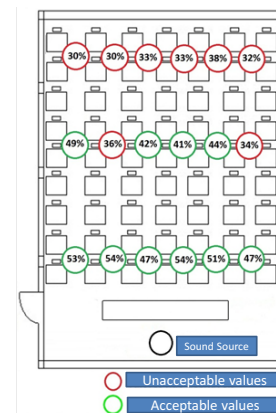 30% 30% 33% 33% 38% 32%
49% 36% 42% 41% 44% 34%
53% 54% 47% 54% 51% 47%
Sound Source
Unacceptable values
Acceptable values